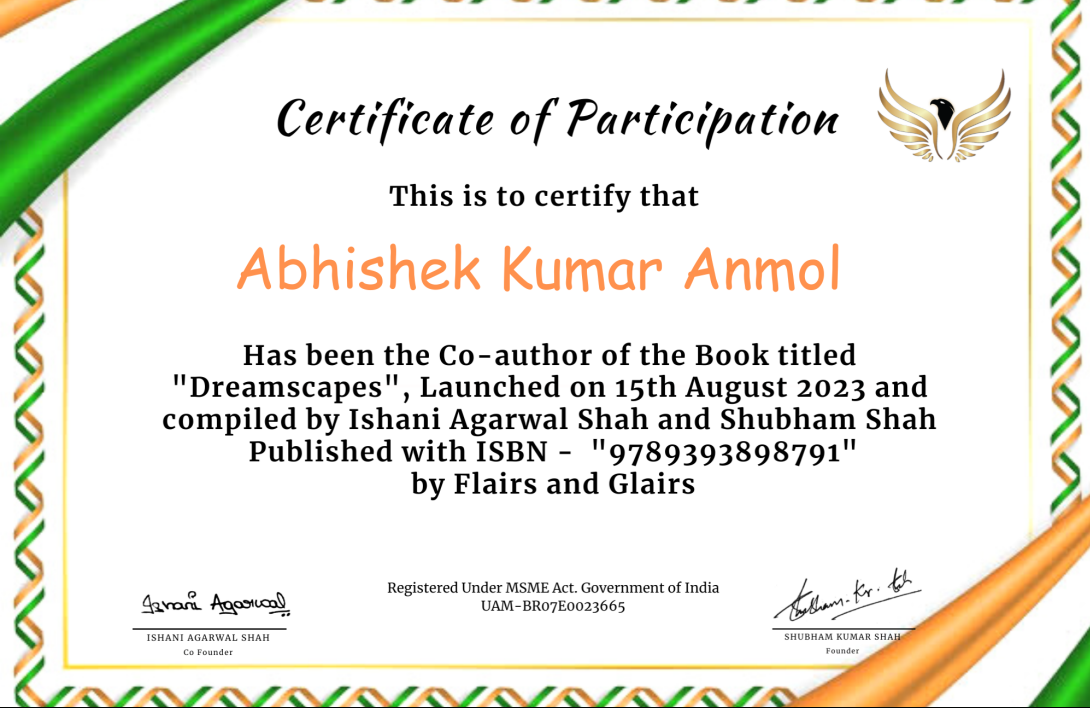 Certificate of Participation
This is to certify that
Abhishek Kumar Anmol
Has been the Co-author of the Book titled
"Dreamscapes", Launched on 15th August 2023 and
compiled by Ishani Agarwal Shah and Shubham Shah
Published with ISBN - "9789393898791"
by Flairs and Glairs
Registered Under MSME Act. Government of India
UAM-BR07E0023665
Ishani Agarwal
ISHANI AGARWAL SHAH
Co Founder
Shubham Kr. Sah
SHUBHAM KUMAR SHAH
Founder